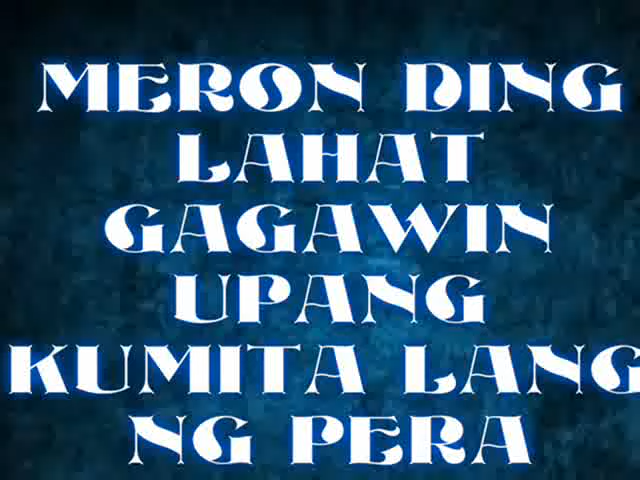 MERON DING
LAHAT
GAGAWIN
UPANG
KUMITA LANG
NG PERA